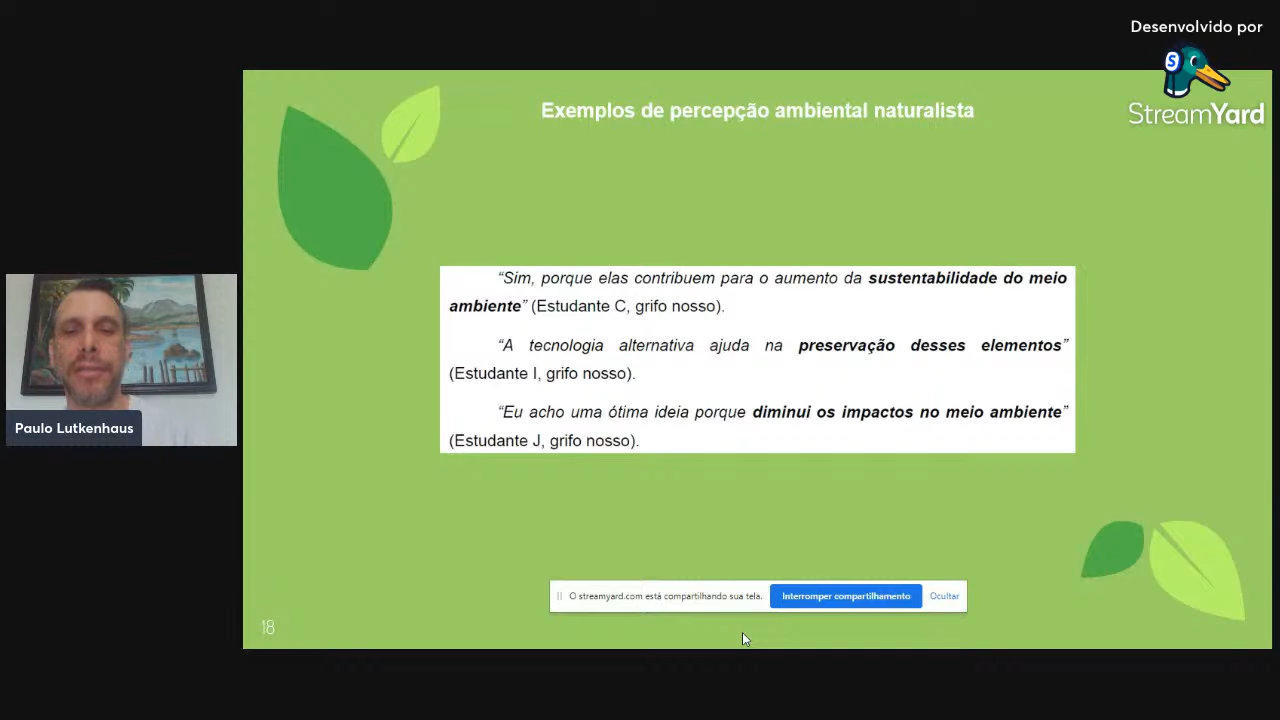 Desenvolvido por
StreamYard
Exemplos de percepção ambiental naturalista
“Sim, porque elas contribuem para o aumento da sustentabilidade do meio
ambiente” (Estudante C, grifo nosso).
“A tecnologia alternativa ajuda na preservação desses elementos”
(Estudante I, grifo nosso).
“Eu acho uma ótima ideia porque diminui os impactos no meio ambiente”
(Estudante J, grifo nosso).
Paulo Lutkenhaus
O streamyard.com está compartilhando sua tela. Interromper compartilhamento Ocultar
18